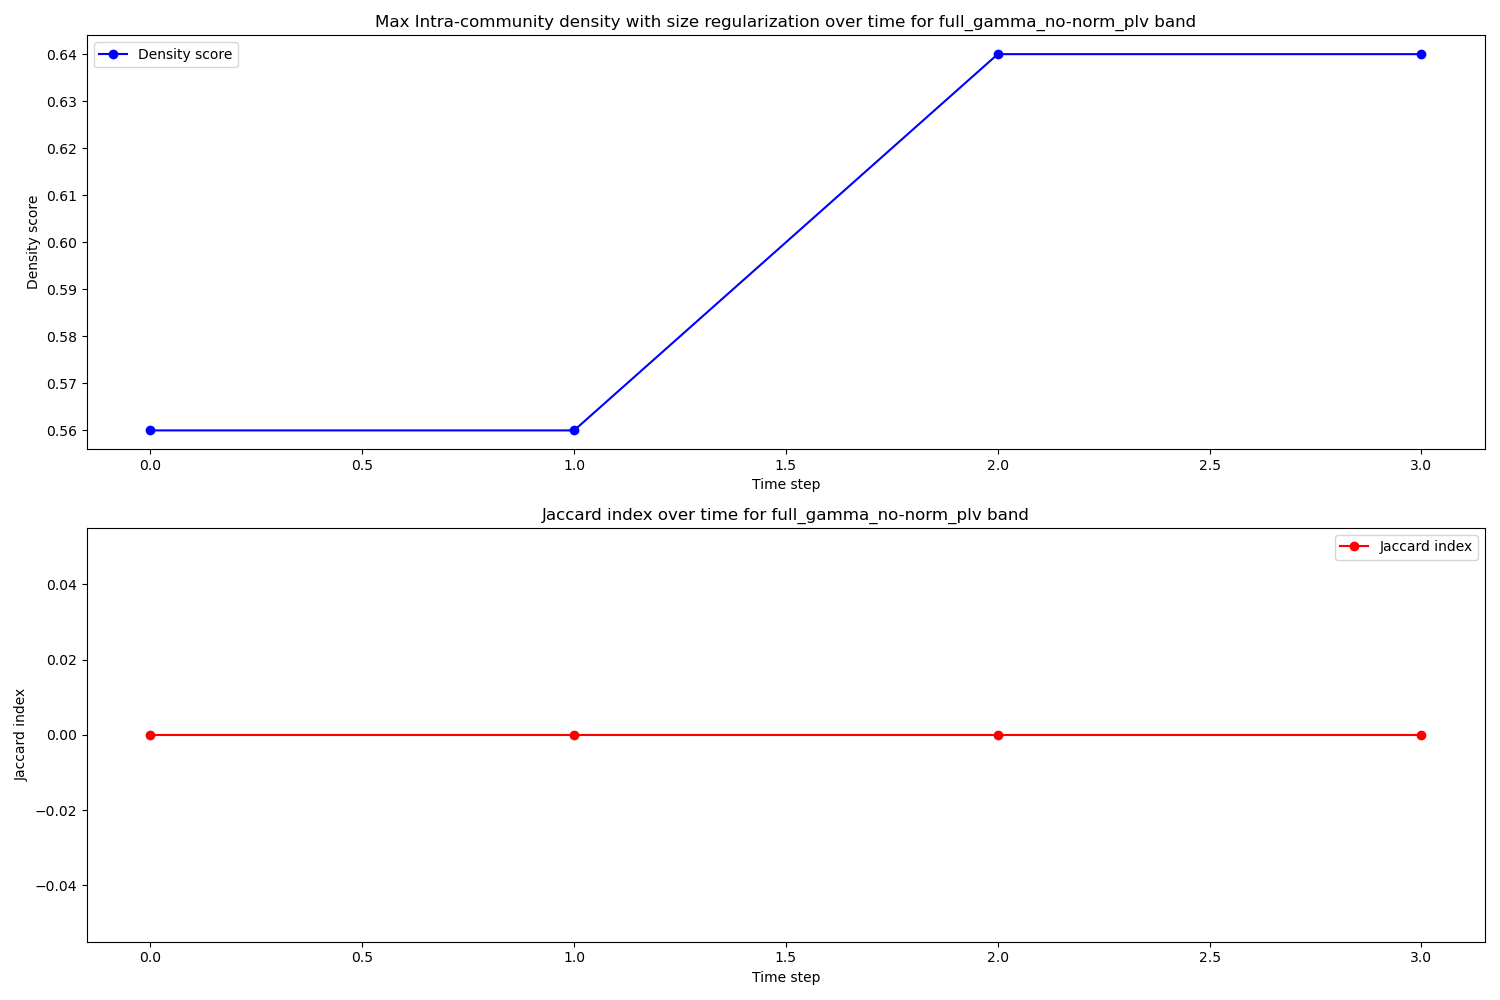 Max Intra-community density with size regularization over time for full_gamma_no-norm_plv band
Density score
0.64
0.63
0.62
0.61
0.60
0.59
0.58
0.57
0.56
Density score
0.0 0.5 1.0 1.5 2.0 2.5 3.0
Time step
Jaccard index over time for full_gamma_no-norm_plv band
Jaccard index
0.04
0.02
0.00
−0.02
−0.04
Jaccard index
0.0 0.5 1.0 1.5 2.0 2.5 3.0
Time step